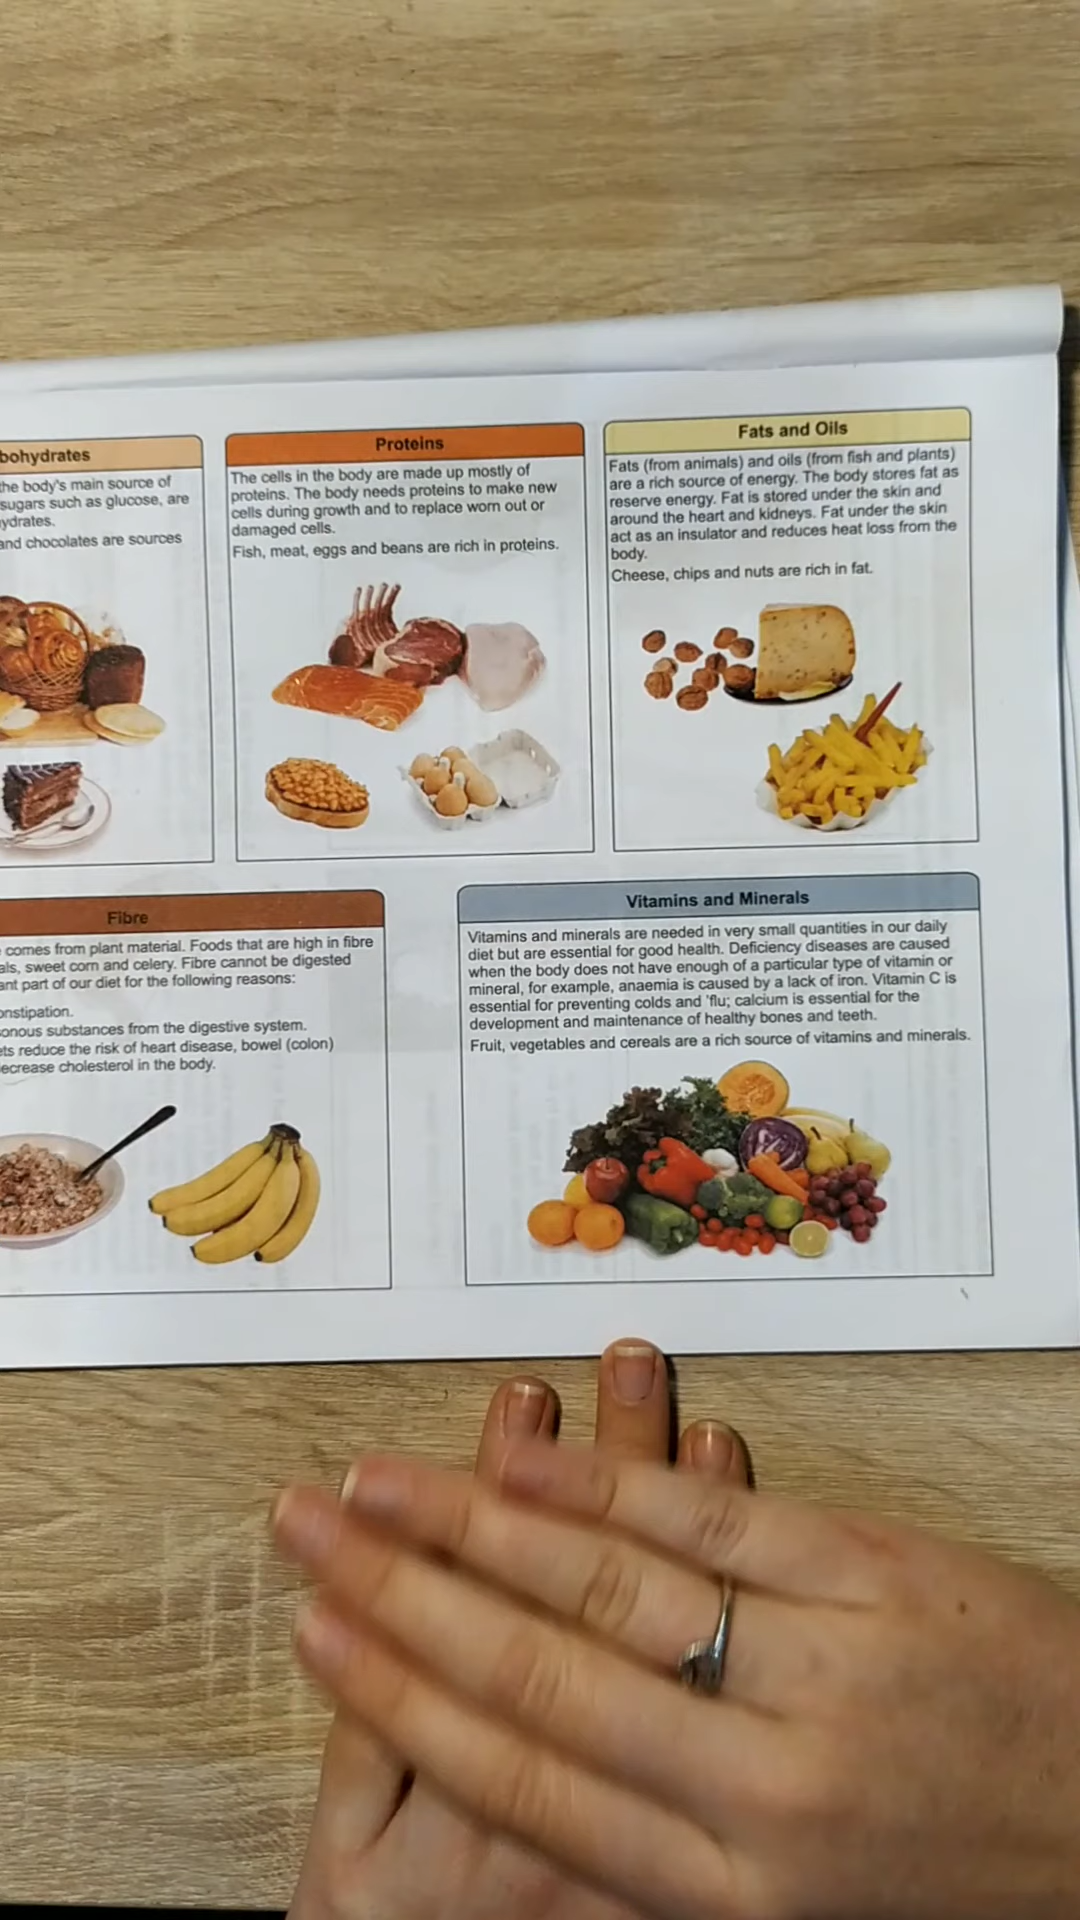 bohydrates
the body's main source of
sugars such as glucose, are
ydrates.
and chocolates are sources
Proteins
The cells in the body are made up mostly of
proteins. The body needs proteins to make new
cells during growth and to replace worn out or
damaged cells.
Fish, meat, eggs and beans are rich in proteins.
Fats and Oils
Fats (from animals) and oils (from fish and plants)
are a rich source of energy. The body stores fat as
reserve energy. Fat is stored under the skin and
around the heart and kidneys. Fat under the skin
act as an insulator and reduces heat loss from the
body.
Cheese, chips and nuts are rich in fat.
Fibre
comes from plant material. Foods that are high in fibre
als, sweet corn and celery. Fibre cannot be digested
ant part of our diet for the following reasons:
onstipation.
onous substances from the digestive system.
ets reduce the risk of heart disease, bowel (colon)
ecrease cholesterol in the body.
Vitamins and Minerals
Vitamins and minerals are needed in very small quantities in our daily
diet but are essential for good health. Deficiency diseases are caused
when the body does not have enough of a particular type of vitamin or
mineral, for example, anaemia is caused by a lack of iron. Vitamin C is
essential for preventing colds and 'flu; calcium is essential for the
development and maintenance of healthy bones and teeth.
Fruit, vegetables and cereals are a rich source of vitamins and minerals.